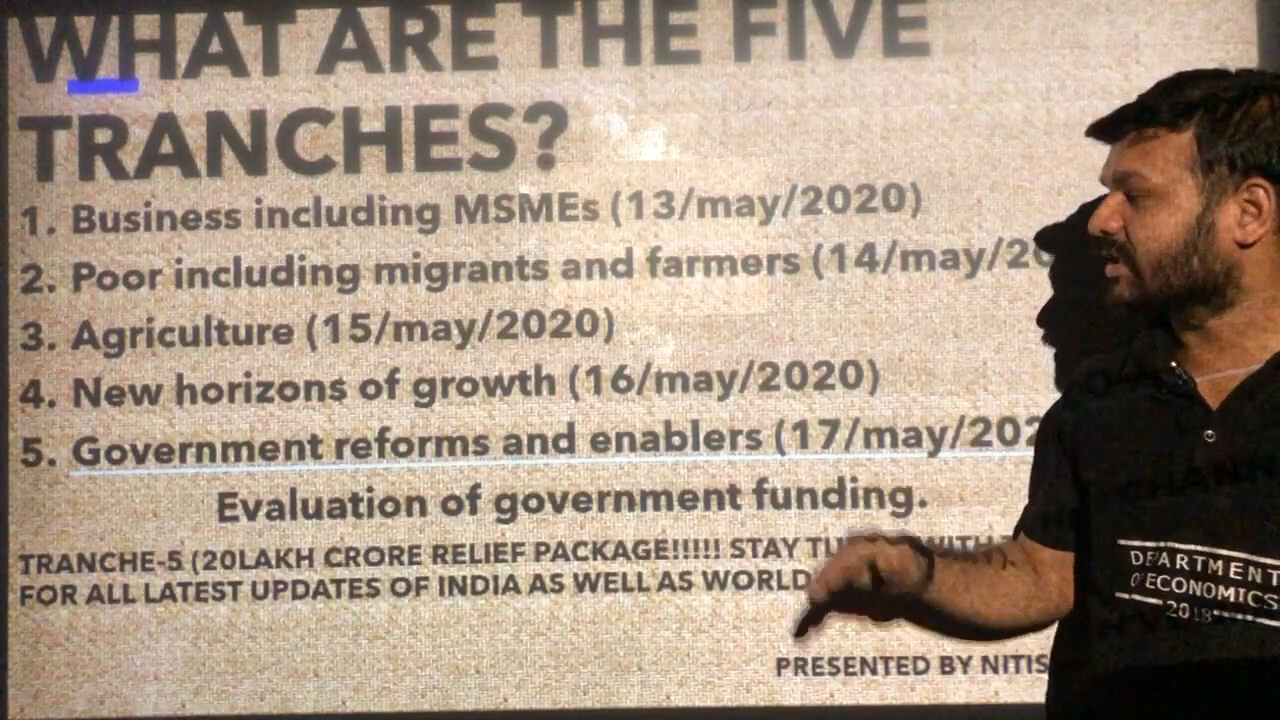 WHAT ARE THE FIVE
TRANCHES?
1. Business including MSMEs (13/may/2020)
2. Poor including migrants and farmers (14/may/20
3. Agriculture (15/may/2020)
4. New horizons of growth (16/may/2020)
5. Government reforms and enablers (17/may/202
Evaluation of government funding.
TRANCHE-5 (20LAKH CRORE RELIEF PACKAGE!!!!! STAY
FOR ALL LATEST UPDATES OF INDIA AS WELL AS WORLD
PRESENTED BY NITIS
DEPARTMENT
OF ECONOMICS
2018